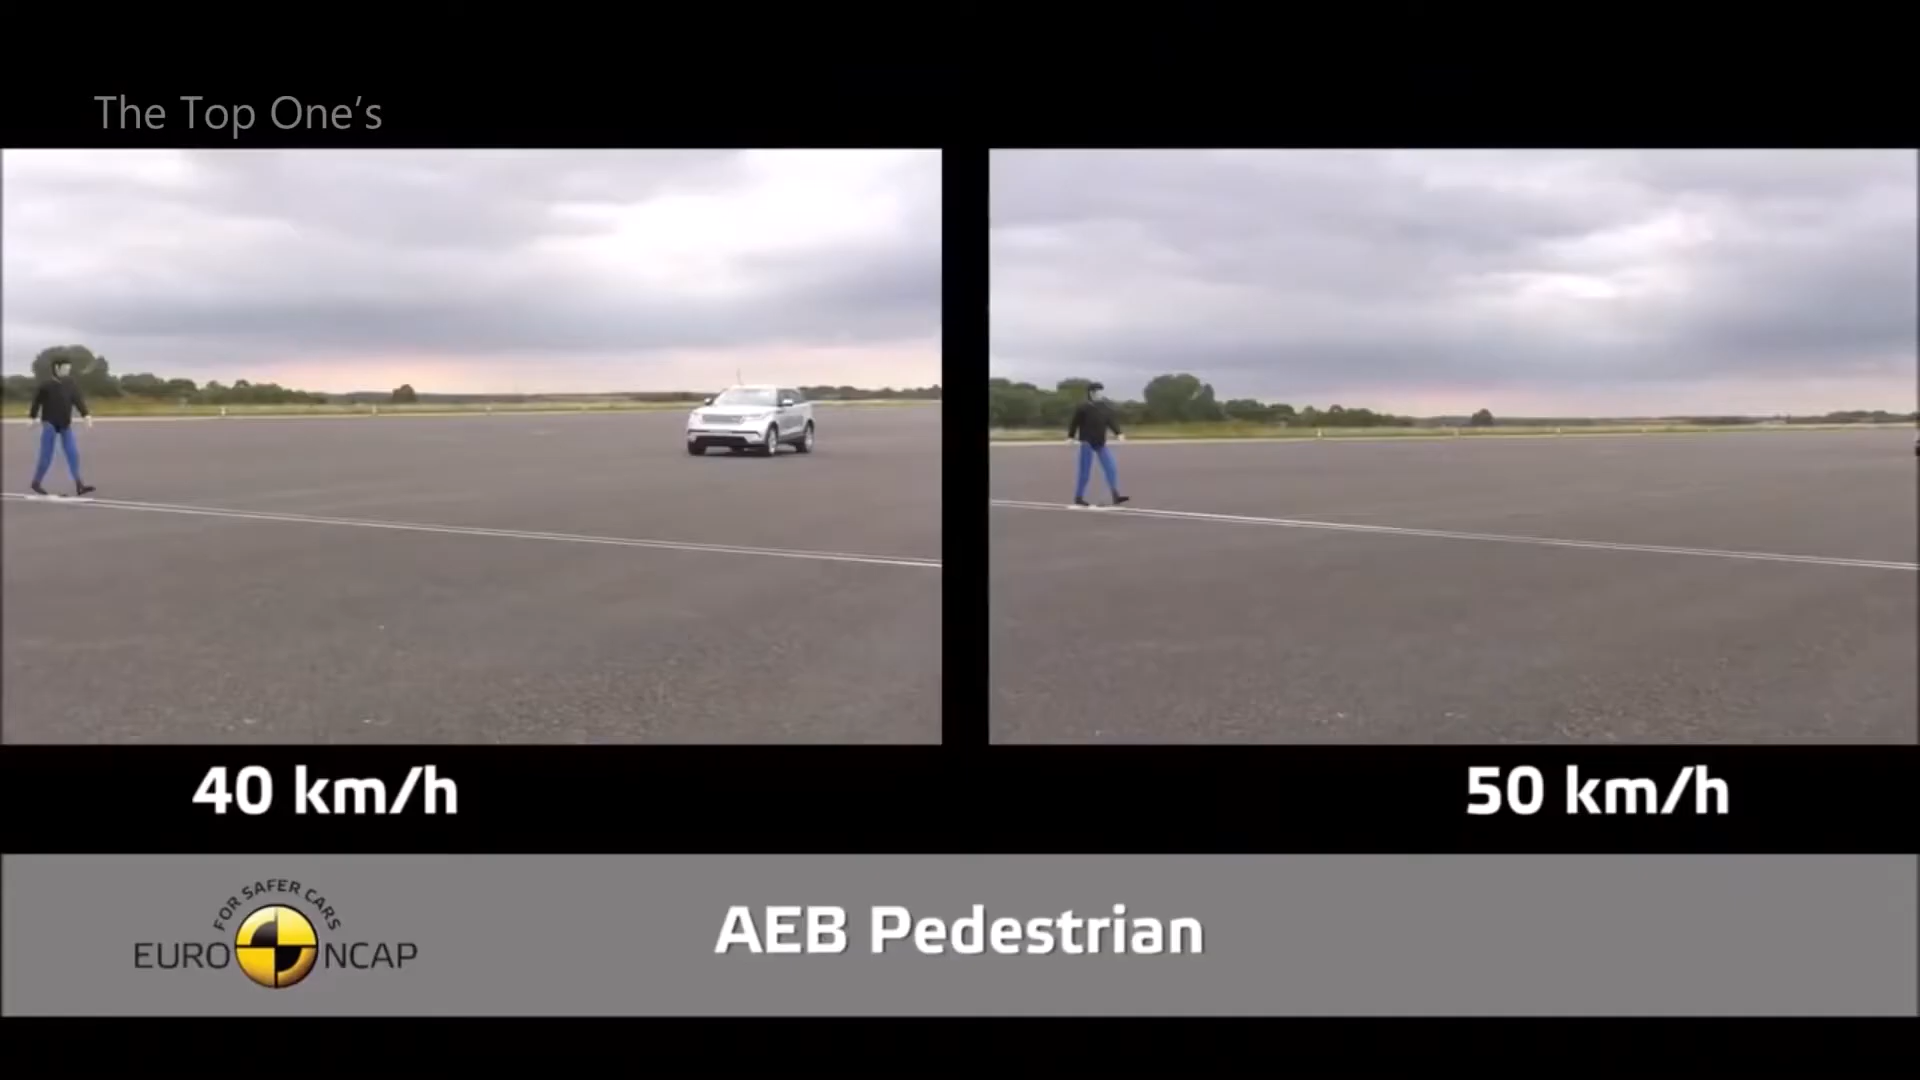 The Top One's
40 km/h
50 km/h
FOR SAFER CARS
EURO NCAP
AEB Pedestrian